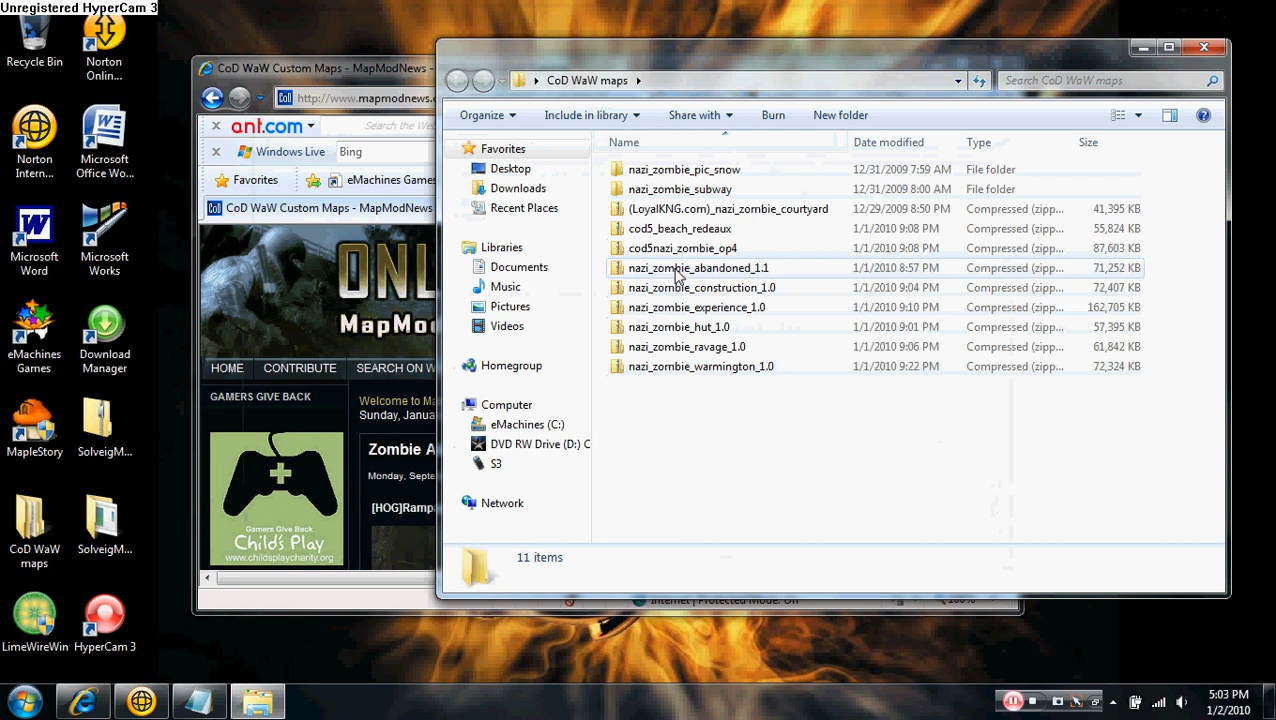 Unregistered HyperCam 3
Recycle Bin
Norton Online...
Norton Intern...
Microsoft Office Wo...
Microsoft Word
Microsoft Works
eMachines Games
Download Manager
MapleStory
SolveigM...
CoD WaW maps
SolveigM...
LimeWireWin
HyperCam 3
CoD WaW Custom Maps - MapModNews -
http://www.mapmodnews.c
ant.com
Search the We
Windows Live
Bing
Favorites
eMachines Games
CoD WaW Custom Maps - MapModNews
ONL
MapMod
HOME CONTRIBUTE SEARCH ON W
GAMERS GIVE BACK
Welcome to Ma
Sunday, Janua
Zombie A
Monday, Septe
[HOG]Rampa
Gamers Give Back
Child's Play
www.childsplaycharity.org
CoD WaW maps
Search CoD WaW maps
Organize Include in library Share with Burn New folder
Favorites
Desktop
Downloads
Recent Places
Libraries
Documents
Music
Pictures
Videos
Homegroup
Computer
eMachines (C:)
DVD RW Drive (D:) C
S3
Network
Name Date modified Type Size
nazi_zombie_pic_snow 12/31/2009 7:59 AM File folder
nazi_zombie_subway 12/31/2009 8:00 AM File folder
(LoyalKNG.com)_nazi_zombie_courtyard 12/29/2009 8:50 PM Compressed (zipp... 41,395 KB
cod5_beach_redeaux 1/1/2010 9:08 PM Compressed (zipp... 55,824 KB
cod5nazi_zombie_op4 1/1/2010 9:08 PM Compressed (zipp... 87,603 KB
nazi_zombie_abandoned_1.1 1/1/2010 8:57 PM Compressed (zipp... 71,252 KB
nazi_zombie_construction_1.0 1/1/2010 9:04 PM Compressed (zipp... 72,407 KB
nazi_zombie_experience_1.0 1/1/2010 9:10 PM Compressed (zipp... 162,705 KB
nazi_zombie_hut_1.0 1/1/2010 9:01 PM Compressed (zipp... 57,395 KB
nazi_zombie_ravage_1.0 1/1/2010 9:06 PM Compressed (zipp... 61,842 KB
nazi_zombie_warmington_1.0 1/1/2010 9:22 PM Compressed (zipp... 72,324 KB
11 items
Internet | Protected Mode: On
100%
5:03 PM
1/2/2010